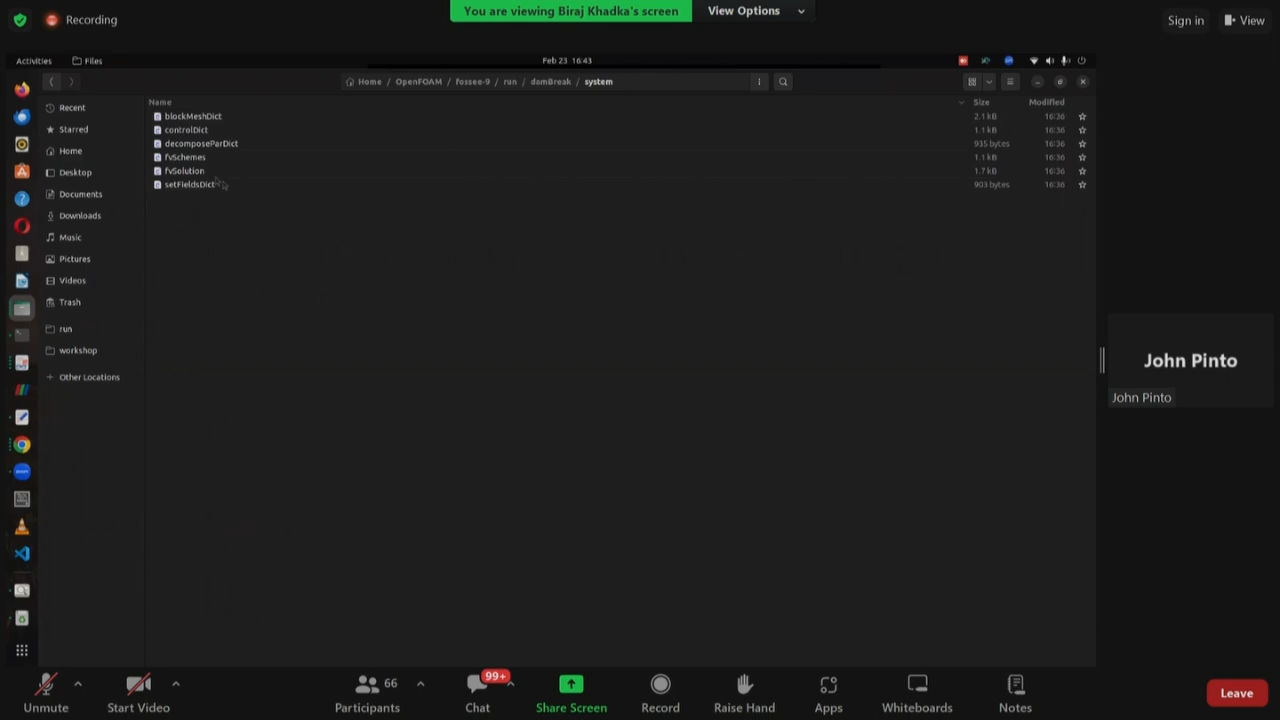 Recording
You are viewing Biraj Khadka's screen
View Options
Sign in
View
Activities
Files
Feb 23 16:43
Home / OpenFOAM / fossee-9 / run / damBreak / system
Name
Size
Modified
Recent
Starred
Home
Desktop
Documents
Downloads
Music
Pictures
Videos
Trash
run
workshop
+ Other Locations
blockMeshDict 2.1 kB 16:36
controlDict 1.1 kB 16:36
decomposeParDict 935 bytes 16:36
fvSchemes 1.1 kB 16:36
fvSolution 1.7 kB 16:36
setFieldsDict 903 bytes 16:36
John Pinto
John Pinto
Unmute
Start Video
66
Participants
99+
Chat
Share Screen
Record
Raise Hand
Apps
Whiteboards
Notes
Leave